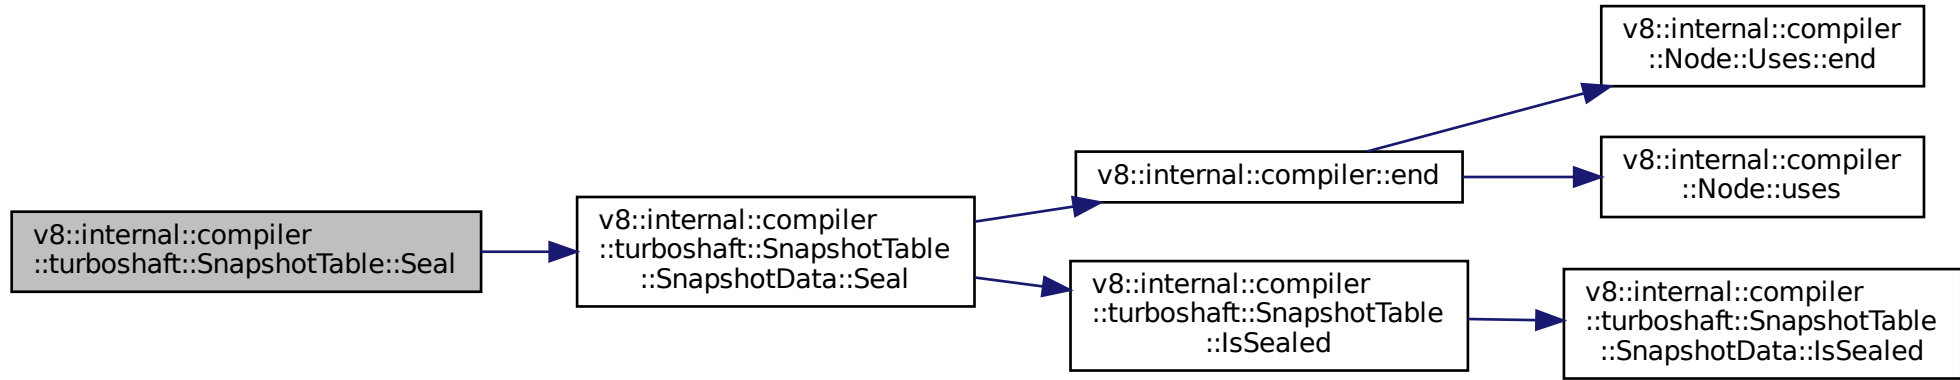 v8::internal::compiler
::turboshaft::SnapshotTable::Seal
v8::internal::compiler
::turboshaft::SnapshotTable
::SnapshotData::Seal
v8::internal::compiler::end
v8::internal::compiler
::Node::Uses::end
v8::internal::compiler
::Node::uses
v8::internal::compiler
::turboshaft::SnapshotTable
::IsSealed
v8::internal::compiler
::turboshaft::SnapshotTable
::SnapshotData::IsSealed